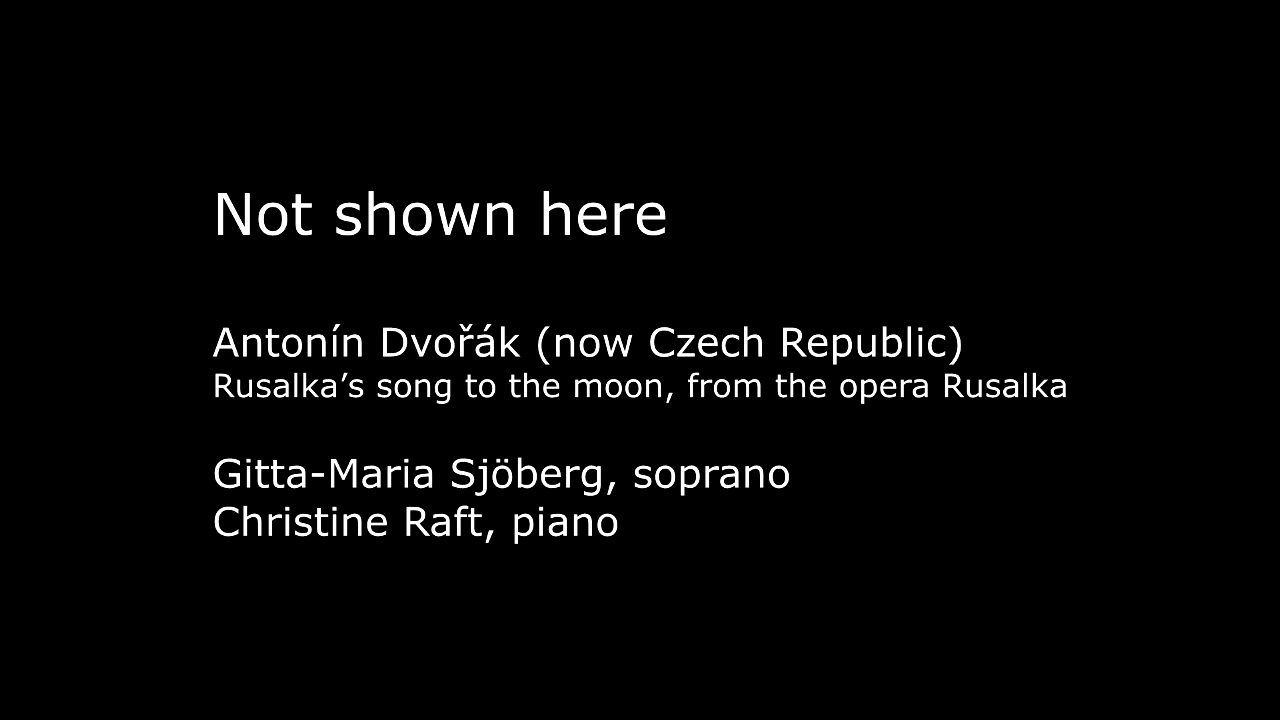 Not shown here
Antonín Dvořák (now Czech Republic)
Rusalka’s song to the moon, from the opera Rusalka
Gitta-Maria Sjöberg, soprano
Christine Raft, piano